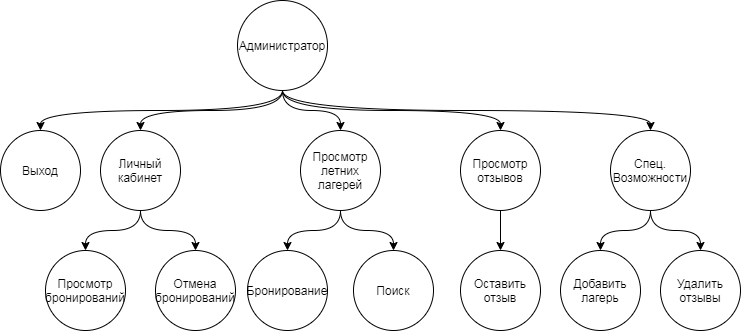 Администратор
Выход
Личный
кабинет
Просмотр
летних
лагерей
Просмотр
отзывов
Спец.
Возможности
Просмотр
бронирований
Отмена
бронирований
Бронирование
Поиск
Оставить
отзыв
Добавить
лагерь
Удалить
отзывы